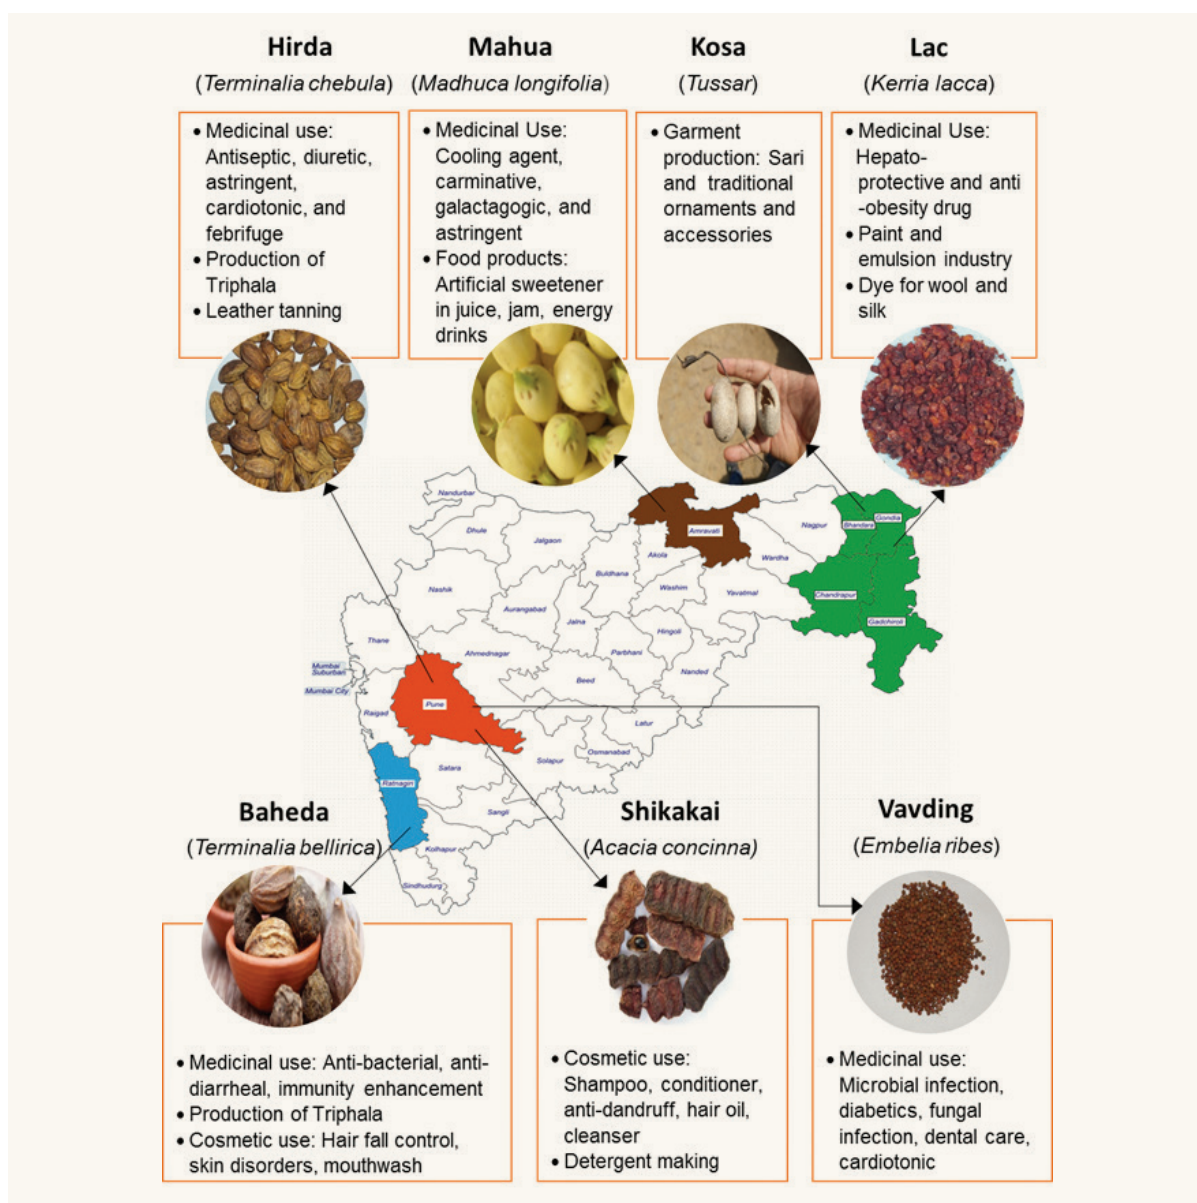 Hirda
(Terminalia chebula)
• Medicinal use:
Antiseptic, diuretic,
astringent,
cardiotonic, and
febrifuge
• Production of
Triphala
• Leather tanning
Mahua
(Madhuca longifolia)
• Medicinal Use:
Cooling agent,
carminative,
galactagogic, and
astringent
• Food products:
Artificial sweetener
in juice, jam, energy
drinks
Kosa
(Tussar)
• Garment
production: Sari
and traditional
ornaments and
accessories
Lac
(Kerria lacca)
• Medicinal Use:
Hepato-
protective and anti
-obesity drug
• Paint and
emulsion industry
• Dye for wool and
silk
Nandurbar
Dhule
Jalgaon
Amravati
Nagpur
Bhandara
Gondia
Akola
Wardha
Buldhana
Washim
Yavatmal
Chandrapur
Gadchiroli
Nashik
Aurangabad
Jalna
Hingoli
Parbhani
Nanded
Thane
Ahmednagar
Mumbai
Suburban
Mumbai City
Beed
Raigad
Pune
Latur
Osmanabad
Solapur
Satara
Ratnagiri
Sangli
Kolhapur
Sindhudurg
Baheda
(Terminalia bellirica)
• Medicinal use: Anti-bacterial, anti-
diarrheal, immunity enhancement
• Production of Triphala
• Cosmetic use: Hair fall control,
skin disorders, mouthwash
Shikakai
(Acacia concinna)
• Cosmetic use:
Shampoo, conditioner,
anti-dandruff, hair oil,
cleanser
• Detergent making
Vavding
(Embelia ribes)
• Medicinal use:
Microbial infection,
diabetics, fungal
infection, dental care,
cardiotonic